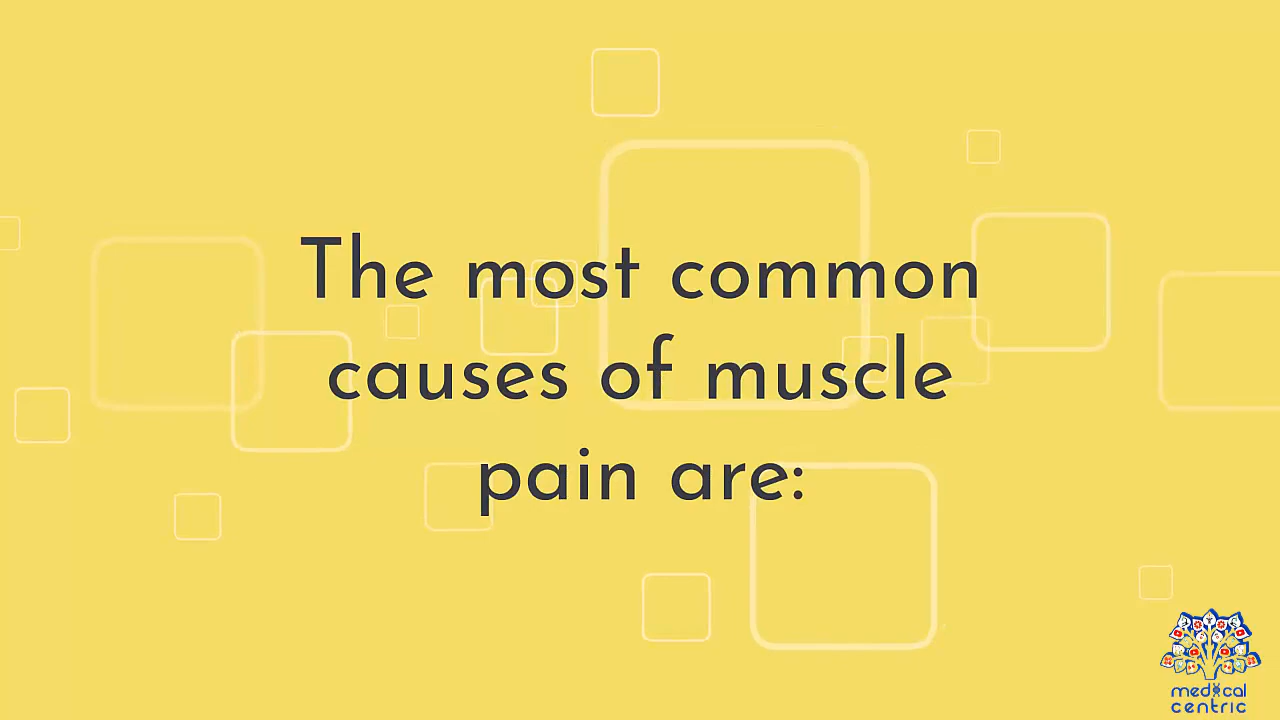 The most common
causes of muscle
pain are:
medical
centric